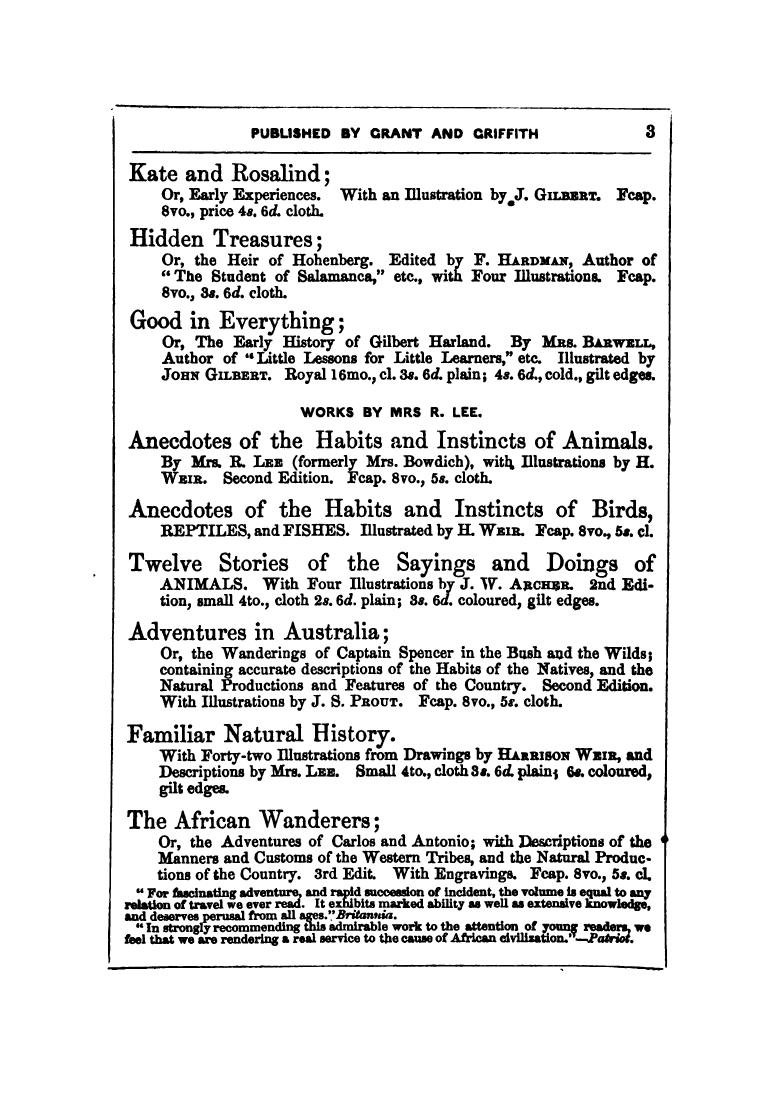 PUBLISHED BY GRANT AND GRIFFITH 3
Kate and Rosalind;
Or, Early Experiences. With an Illustration by J. GILBERT. Fcap.
8vo., price 4s. 6d. cloth.
Hidden Treasures;
Or, the Heir of Hohenberg. Edited by F. HARDMAN, Author of
“The Student of Salamanca,” etc., with Four Illustrations. Fcap.
8vo., 3s. 6d. cloth.
Good in Everything;
Or, The Early History of Gilbert Harland. By MRS. BARWELL,
Author of “Little Lessons for Little Learners,” etc. Illustrated by
JOHN GILBERT. Royal 16mo., cl. 3s. 6d. plain; 4s. 6d., cold., gilt edges.
WORKS BY MRS R. LEE.
Anecdotes of the Habits and Instincts of Animals.
By Mrs. R. LEE (formerly Mrs. Bowdich), with Illustrations by H.
WEIR. Second Edition. Fcap. 8vo., 5s. cloth.
Anecdotes of the Habits and Instincts of Birds,
REPTILES, and FISHES. Illustrated by H. WEIR. Fcap. 8vo., 5s. cl.
Twelve Stories of the Sayings and Doings of
ANIMALS. With Four Illustrations by J. W. ARCHER. 2nd Edi-
tion, small 4to., cloth 2s. 6d. plain; 3s. 6d. coloured, gilt edges.
Adventures in Australia;
Or, the Wanderings of Captain Spencer in the Bush and the Wilds;
containing accurate descriptions of the Habits of the Natives, and the
Natural Productions and Features of the Country. Second Edition.
With Illustrations by J. S. PROUT. Fcap. 8vo., 5s. cloth.
Familiar Natural History.
With Forty-two Illustrations from Drawings by HARRISON WEIR, and
Descriptions by Mrs. LEE. Small 4to., cloth 3s. 6d. plain; 6s. coloured,
gilt edges.
The African Wanderers;
Or, the Adventures of Carlos and Antonio; with Descriptions of the
Manners and Customs of the Western Tribes, and the Natural Produc-
tions of the Country. 3rd Edit. With Engravings. Fcap. 8vo., 5s. cl.
“For fascinating adventure, and rapid succession of incident, the volume is equal to any
relation of travel we ever read. It exhibits marked ability as well as extensive knowledge,
and deserves perusal from all ages.” Britannia.
“In strongly recommending this admirable work to the attention of young readers, we
feel that we are rendering a real service to the cause of African civilization.”—Patriot.